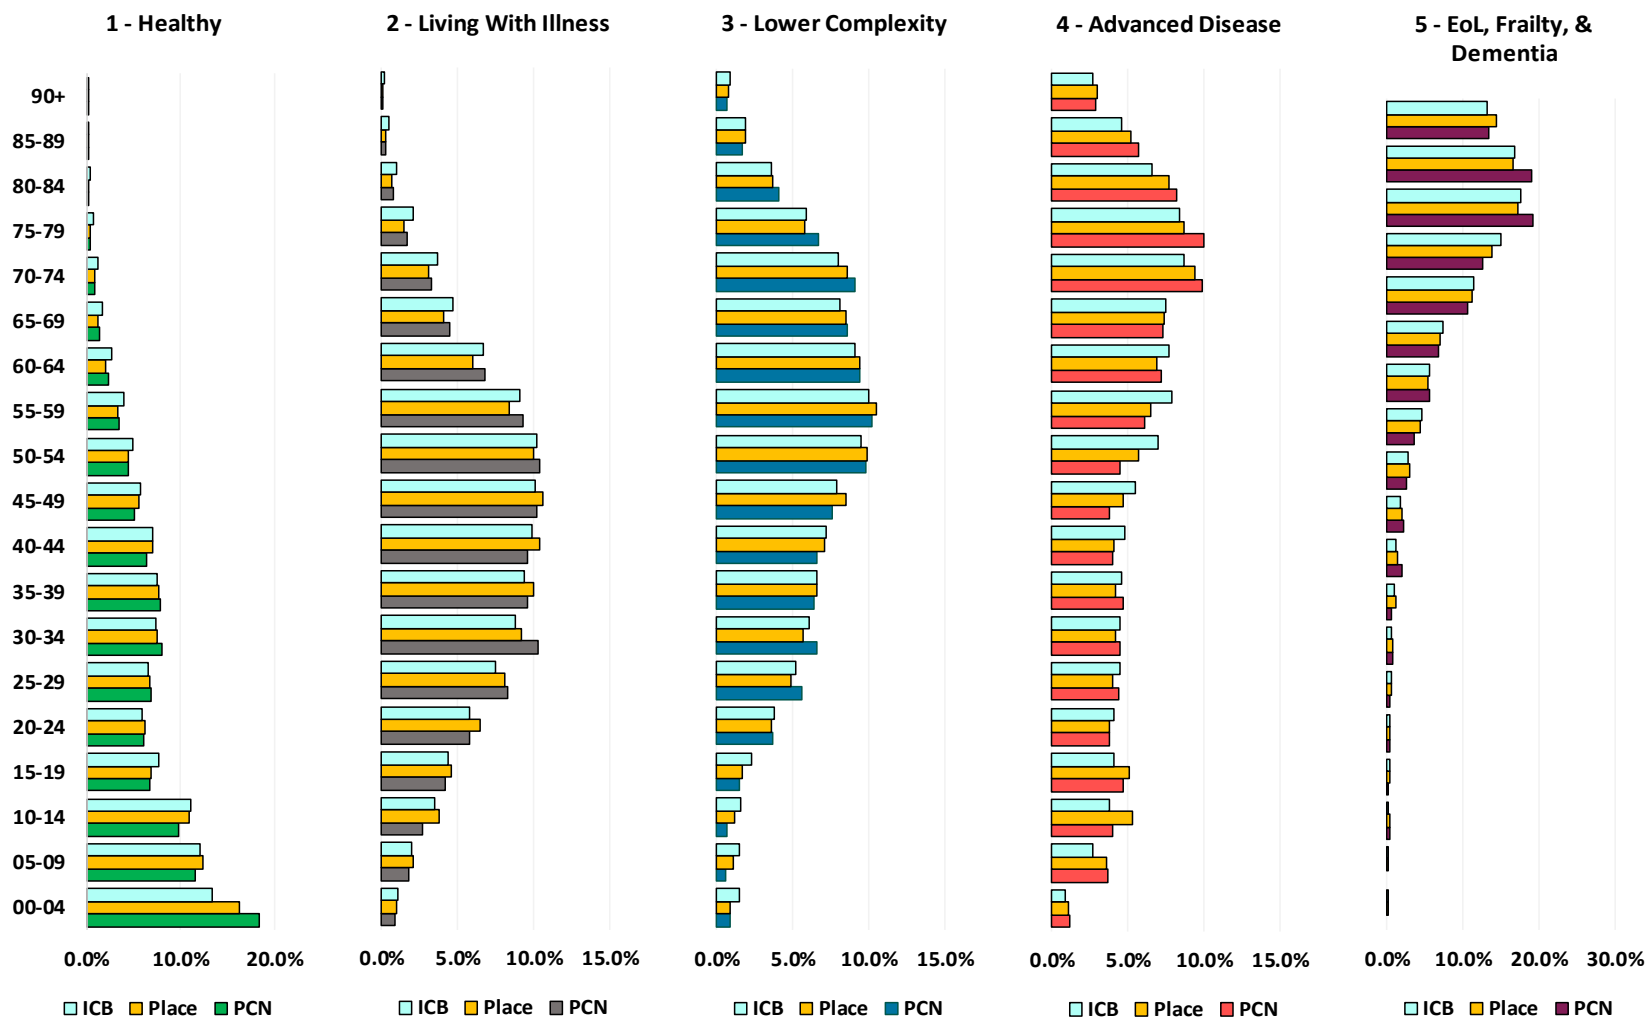 1 - Healthy
2 - Living With Illness
3 - Lower Complexity
4 - Advanced Disease
5 - EoL, Frailty, &
Dementia
90+
85-89
80-84
75-79
70-74
65-69
60-64
55-59
50-54
45-49
40-44
35-39
30-34
25-29
20-24
15-19
10-14
05-09
00-04
0.0% 10.0% 20.0%
0.0% 5.0% 10.0% 15.0%
0.0% 5.0% 10.0% 15.0%
0.0% 5.0% 10.0% 15.0%
0.0% 10.0% 20.0% 30.0%
ICB Place PCN
ICB Place PCN
ICB Place PCN
ICB Place PCN
ICB Place PCN